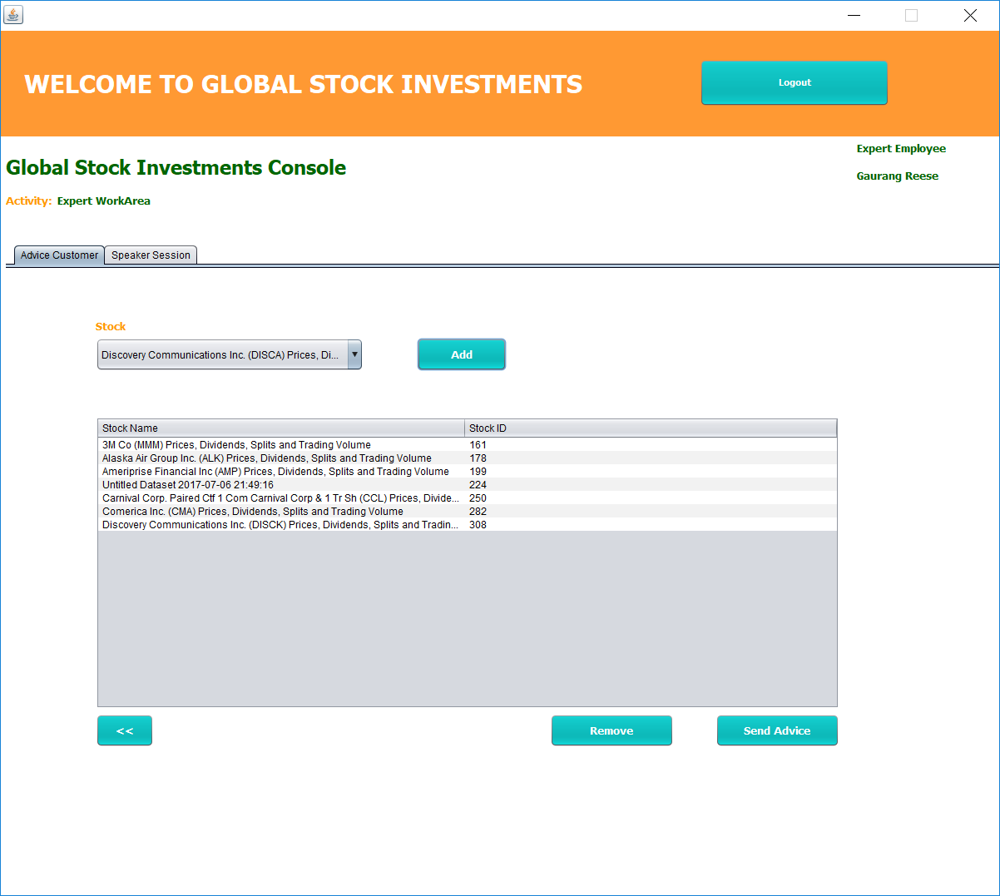 WELCOME TO GLOBAL STOCK INVESTMENTS
Logout
Expert Employee
Global Stock Investments Console
Gaurang Reese
Activity: Expert WorkArea
Advice Customer Speaker Session
Stock
Discovery Communications Inc. (DISCA) Prices, Di...
Add
Stock Name Stock ID
3M Co (MMM) Prices, Dividends, Splits and Trading Volume 161
Alaska Air Group Inc. (ALK) Prices, Dividends, Splits and Trading Volume 178
Ameriprise Financial Inc (AMP) Prices, Dividends, Splits and Trading Volume 199
Untitled Dataset 2017-07-06 21:49:16 224
Carnival Corp. Paired Ctf 1 Com Carnival Corp & 1 Tr Sh (CCL) Prices, Divide... 250
Comerica Inc. (CMA) Prices, Dividends, Splits and Trading Volume 282
Discovery Communications Inc. (DISCK) Prices, Dividends, Splits and Tradin... 308
<< Remove Send Advice